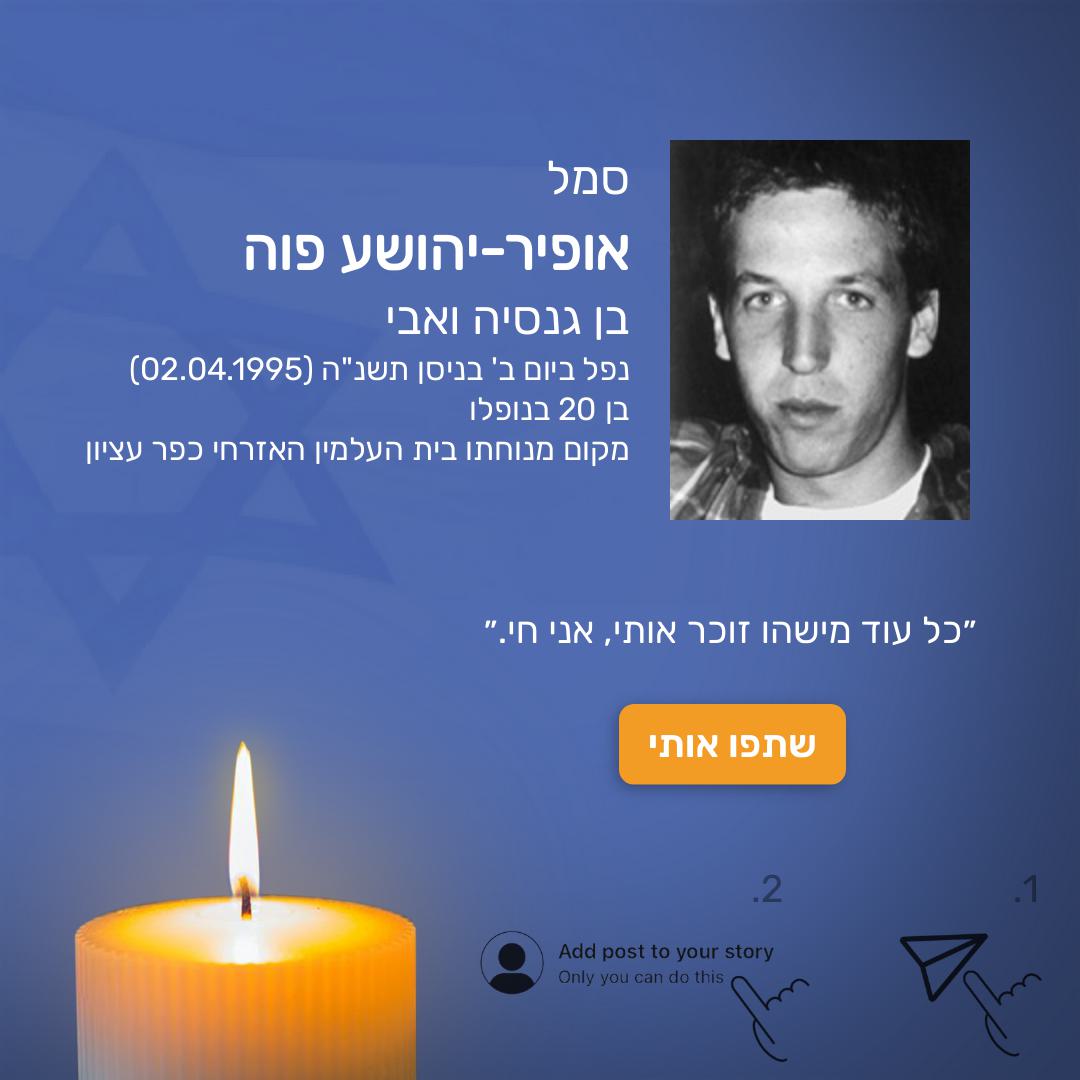 סמל
אופיר-יהושע פוה
בן גנסיה ואבי
נפל ביום ב' בניסן תשנ"ה (02.04.1995)
בן 20 בנופלו
מקום מנוחתו בית העלמין האזרחי כפר עציון
״כל עוד מישהו זוכר אותי, אני חי.״
שתפו אותי
1.
2.
Add post to your story
Only you can do this